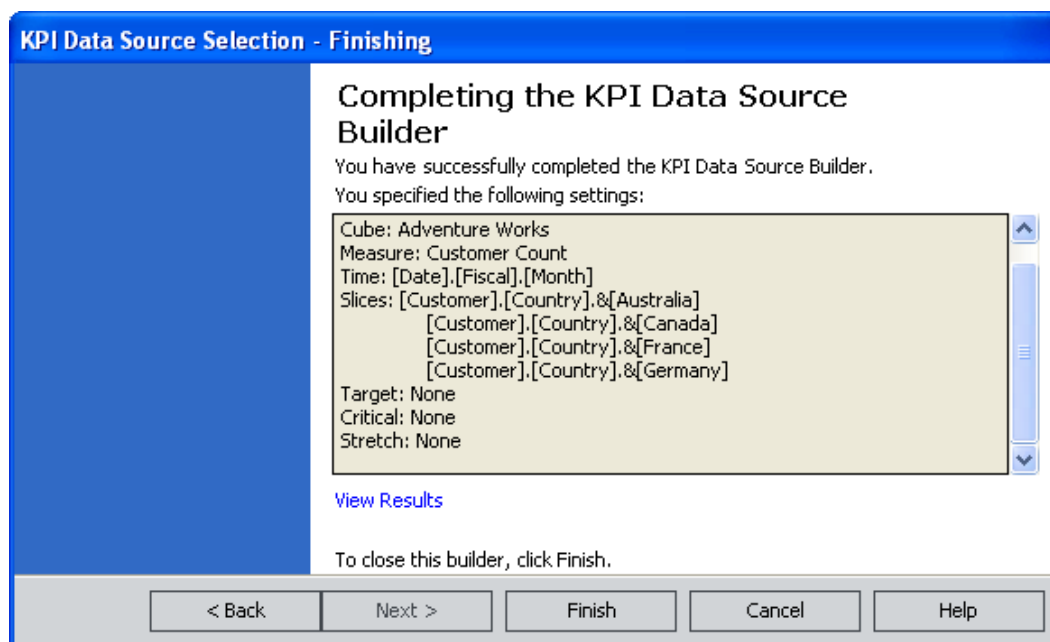 KPI Data Source Selection - Finishing
Completing the KPI Data Source
Builder
You have successfully completed the KPI Data Source Builder.
You specified the following settings:
Cube: Adventure Works
Measure: Customer Count
Time: [Date].[Fiscal].[Month]
Slices: [Customer].[Country].&[Australia]
[Customer].[Country].&[Canada]
[Customer].[Country].&[France]
[Customer].[Country].&[Germany]
Target: None
Critical: None
Stretch: None
View Results
To close this builder, click Finish.
< Back Next > Finish Cancel Help